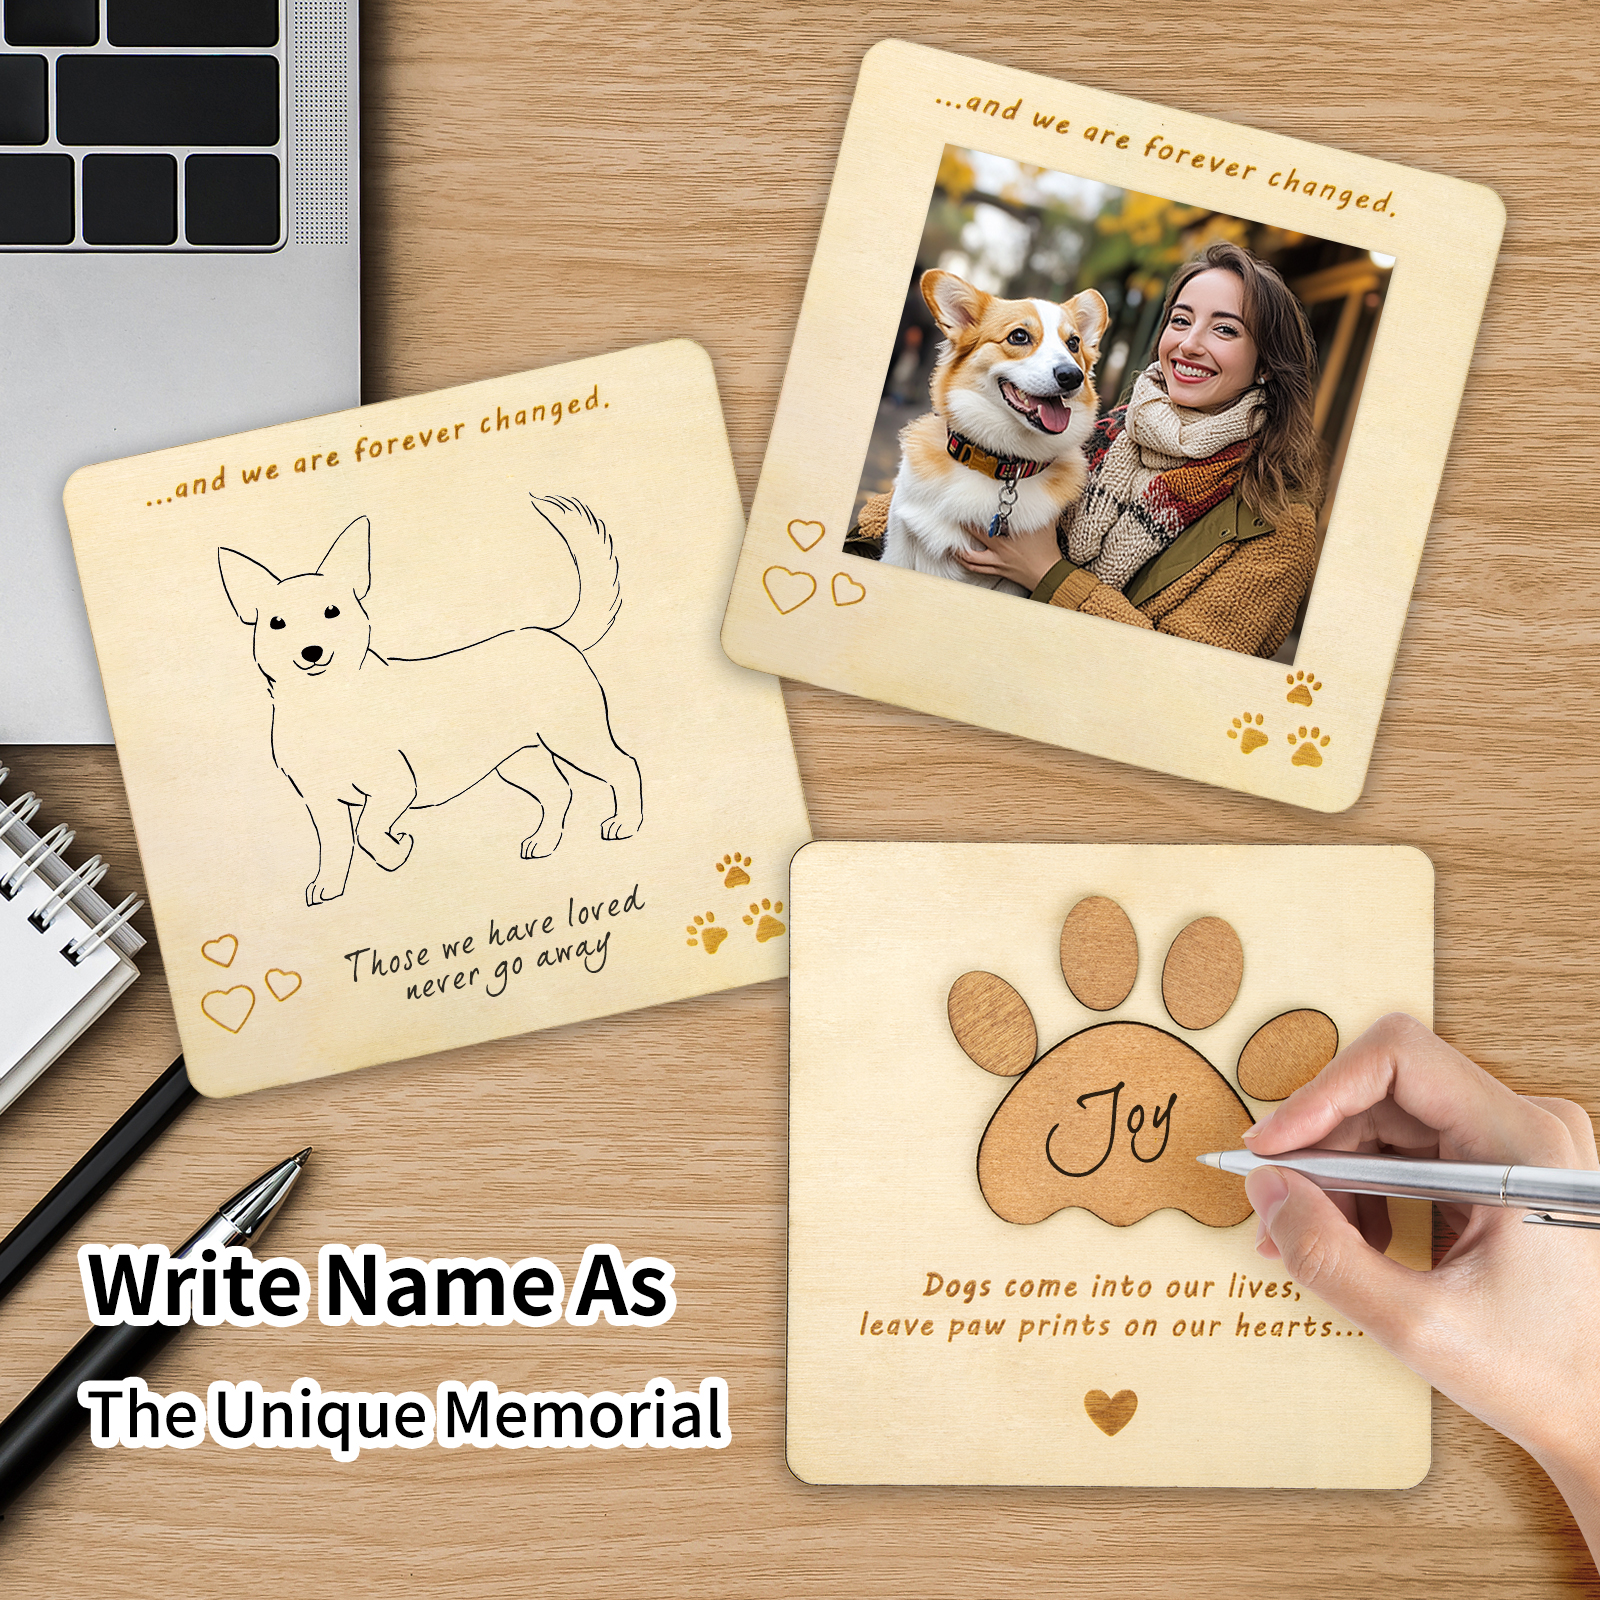 ...and we are forever changed.
...and we are forever changed.
Those we have loved
never go away
Joy
Dogs come into our lives,
leave paw prints on our hearts...
Write Name As
The Unique Memorial